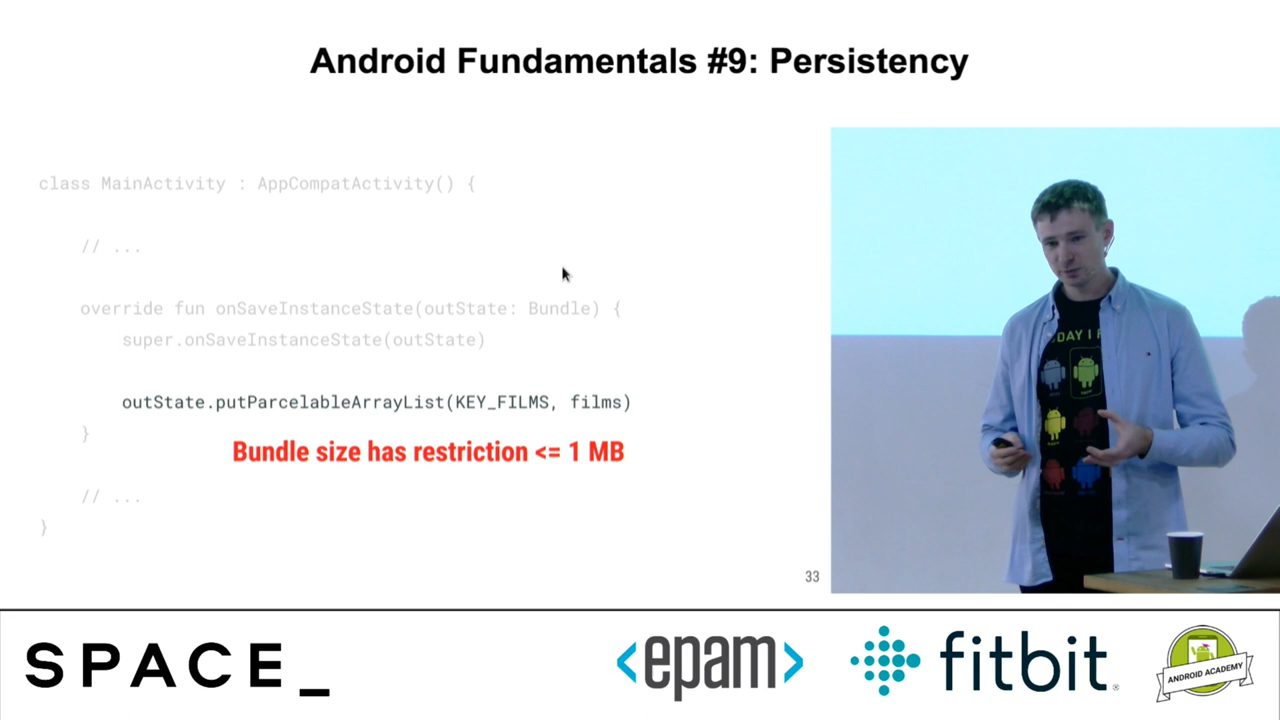 Android Fundamentals #9: Persistency
class MainActivity : AppCompatActivity() {
// ...
override fun onSaveInstanceState(outState: Bundle) {
super.onSaveInstanceState(outState)
outState.putParcelableArrayList(KEY_FILMS, films)
}
Bundle size has restriction <= 1 MB
// ...
}
33
SPACE_
<epam>
fitbit®
ANDROID ACADEMY